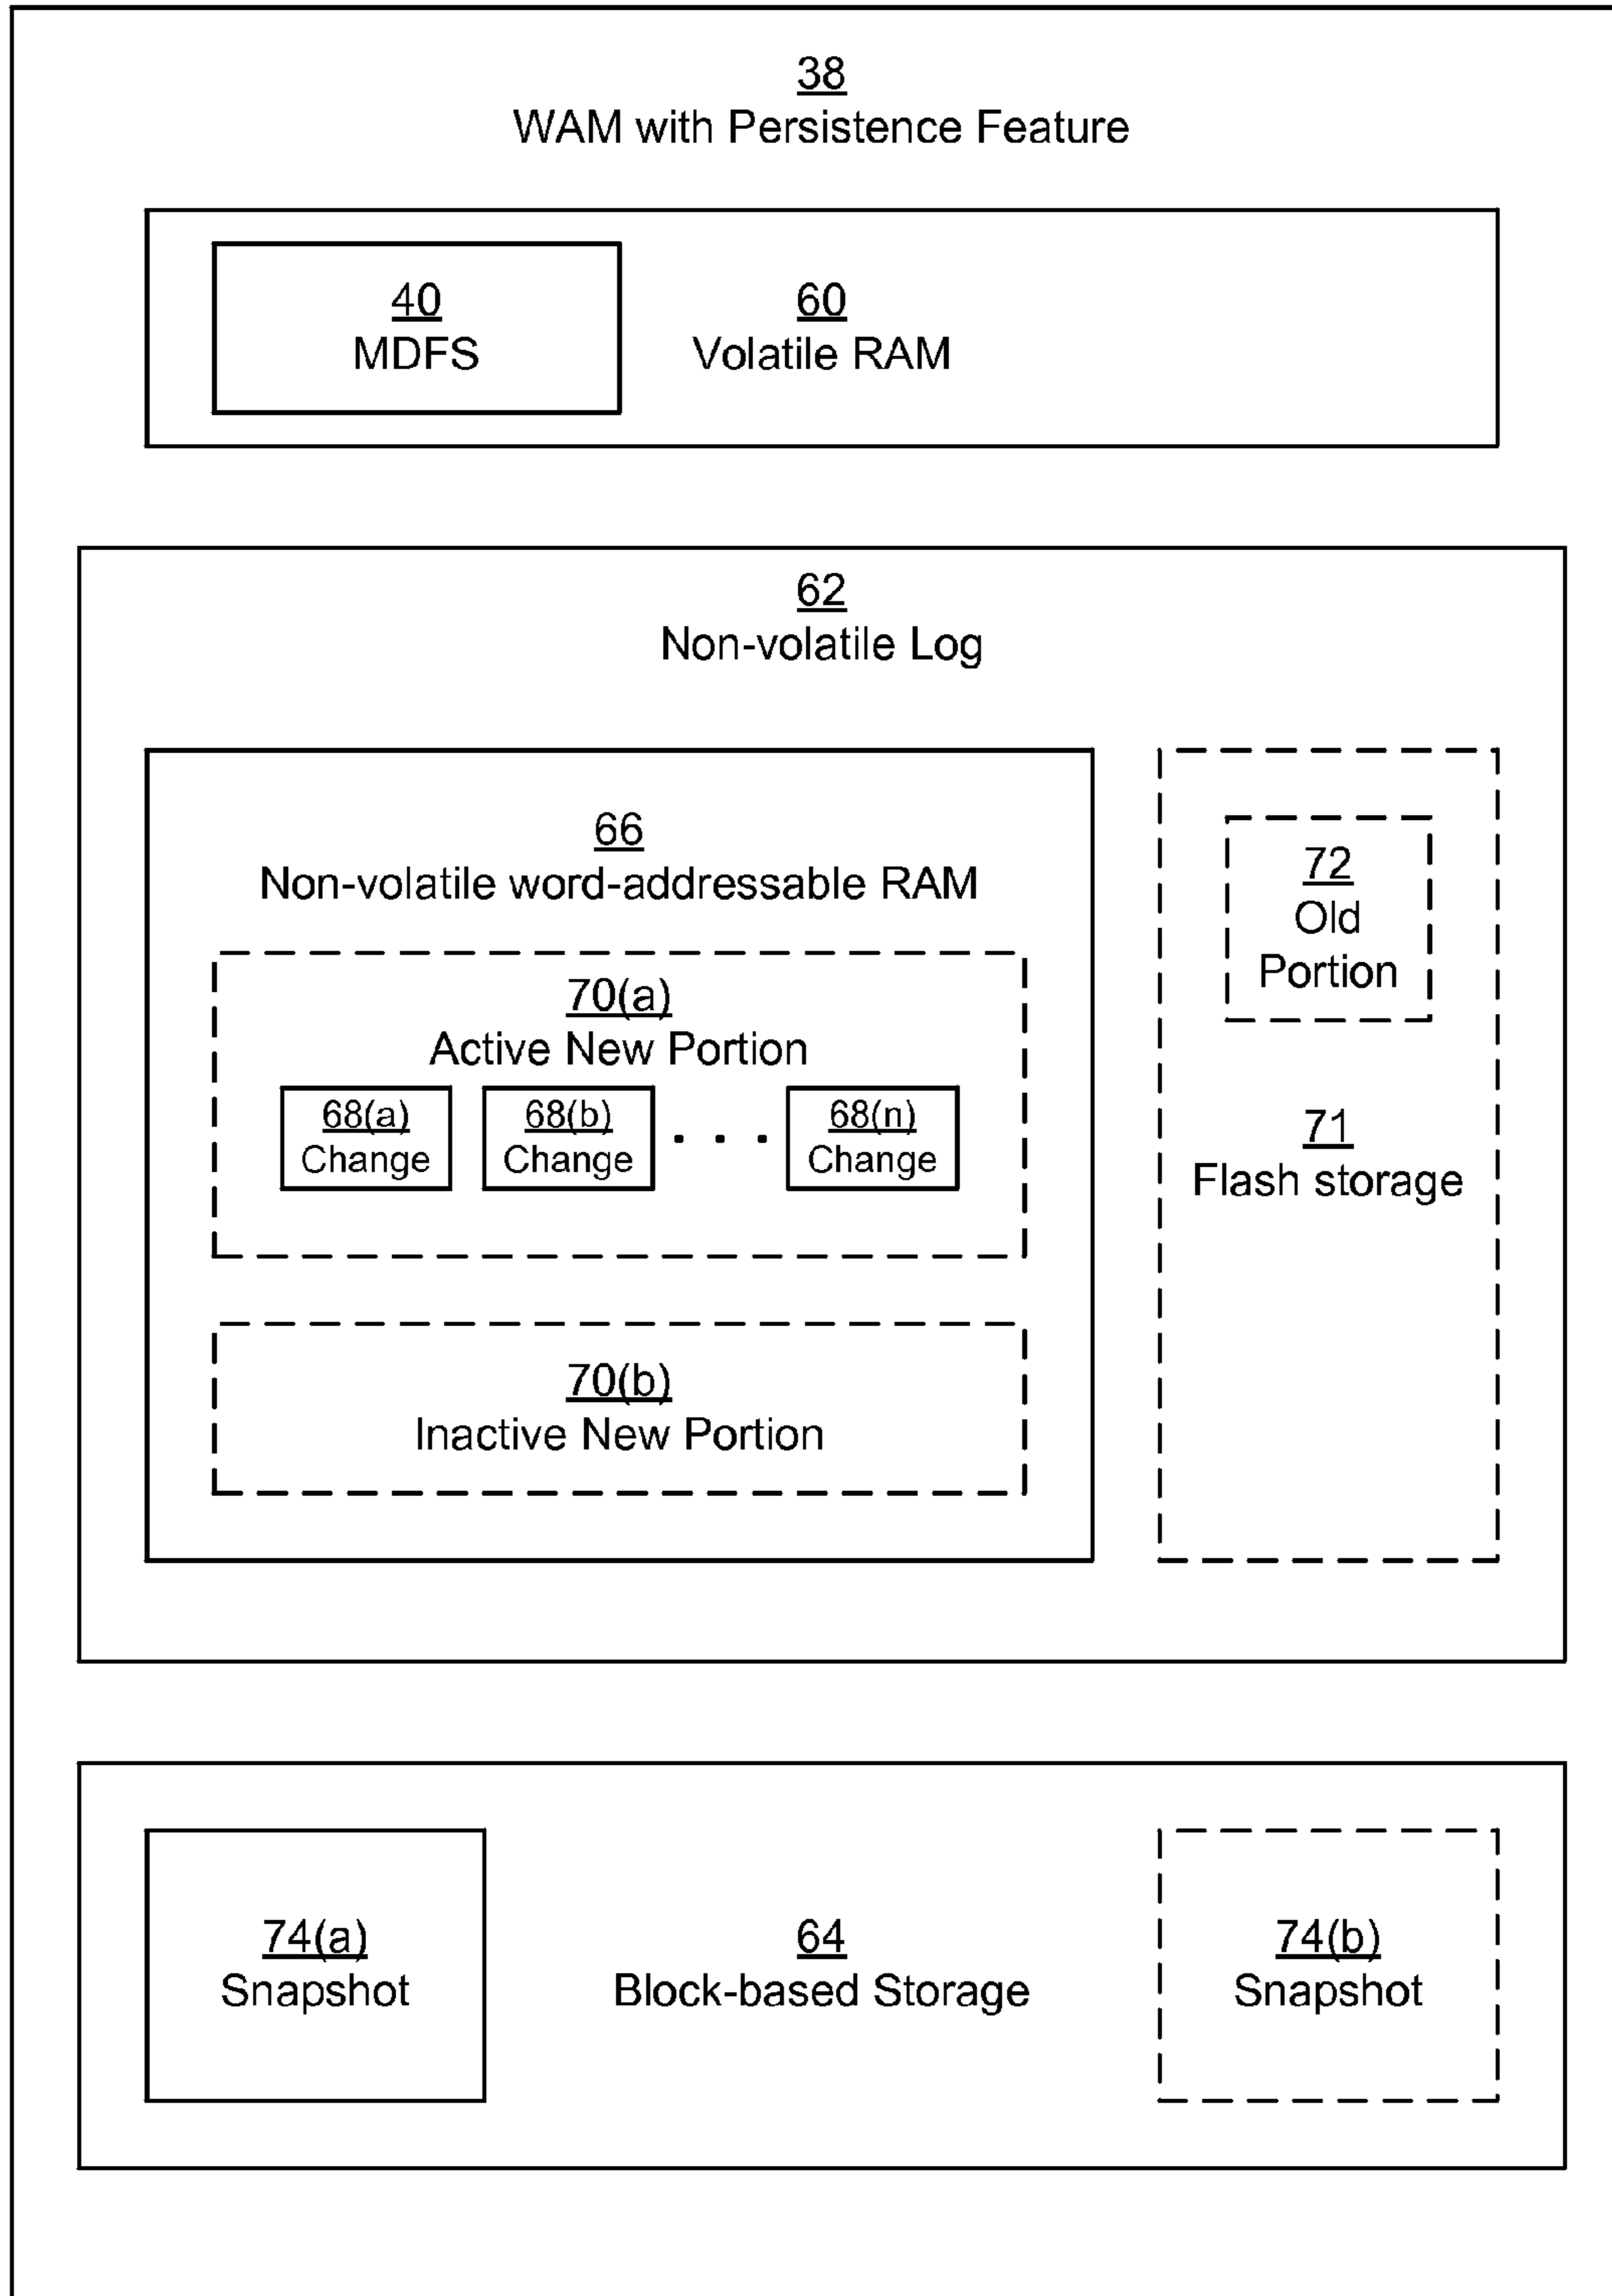 38
WAM with Persistence Feature
40
MDFS
60
Volatile RAM
62
Non-volatile Log
66
Non-volatile word-addressable RAM
70(a)
Active New Portion
68(a)
Change
68(b)
Change
. . .
68(n)
Change
70(b)
Inactive New Portion
72
Old
Portion
71
Flash storage
74(a)
Snapshot
64
Block-based Storage
74(b)
Snapshot